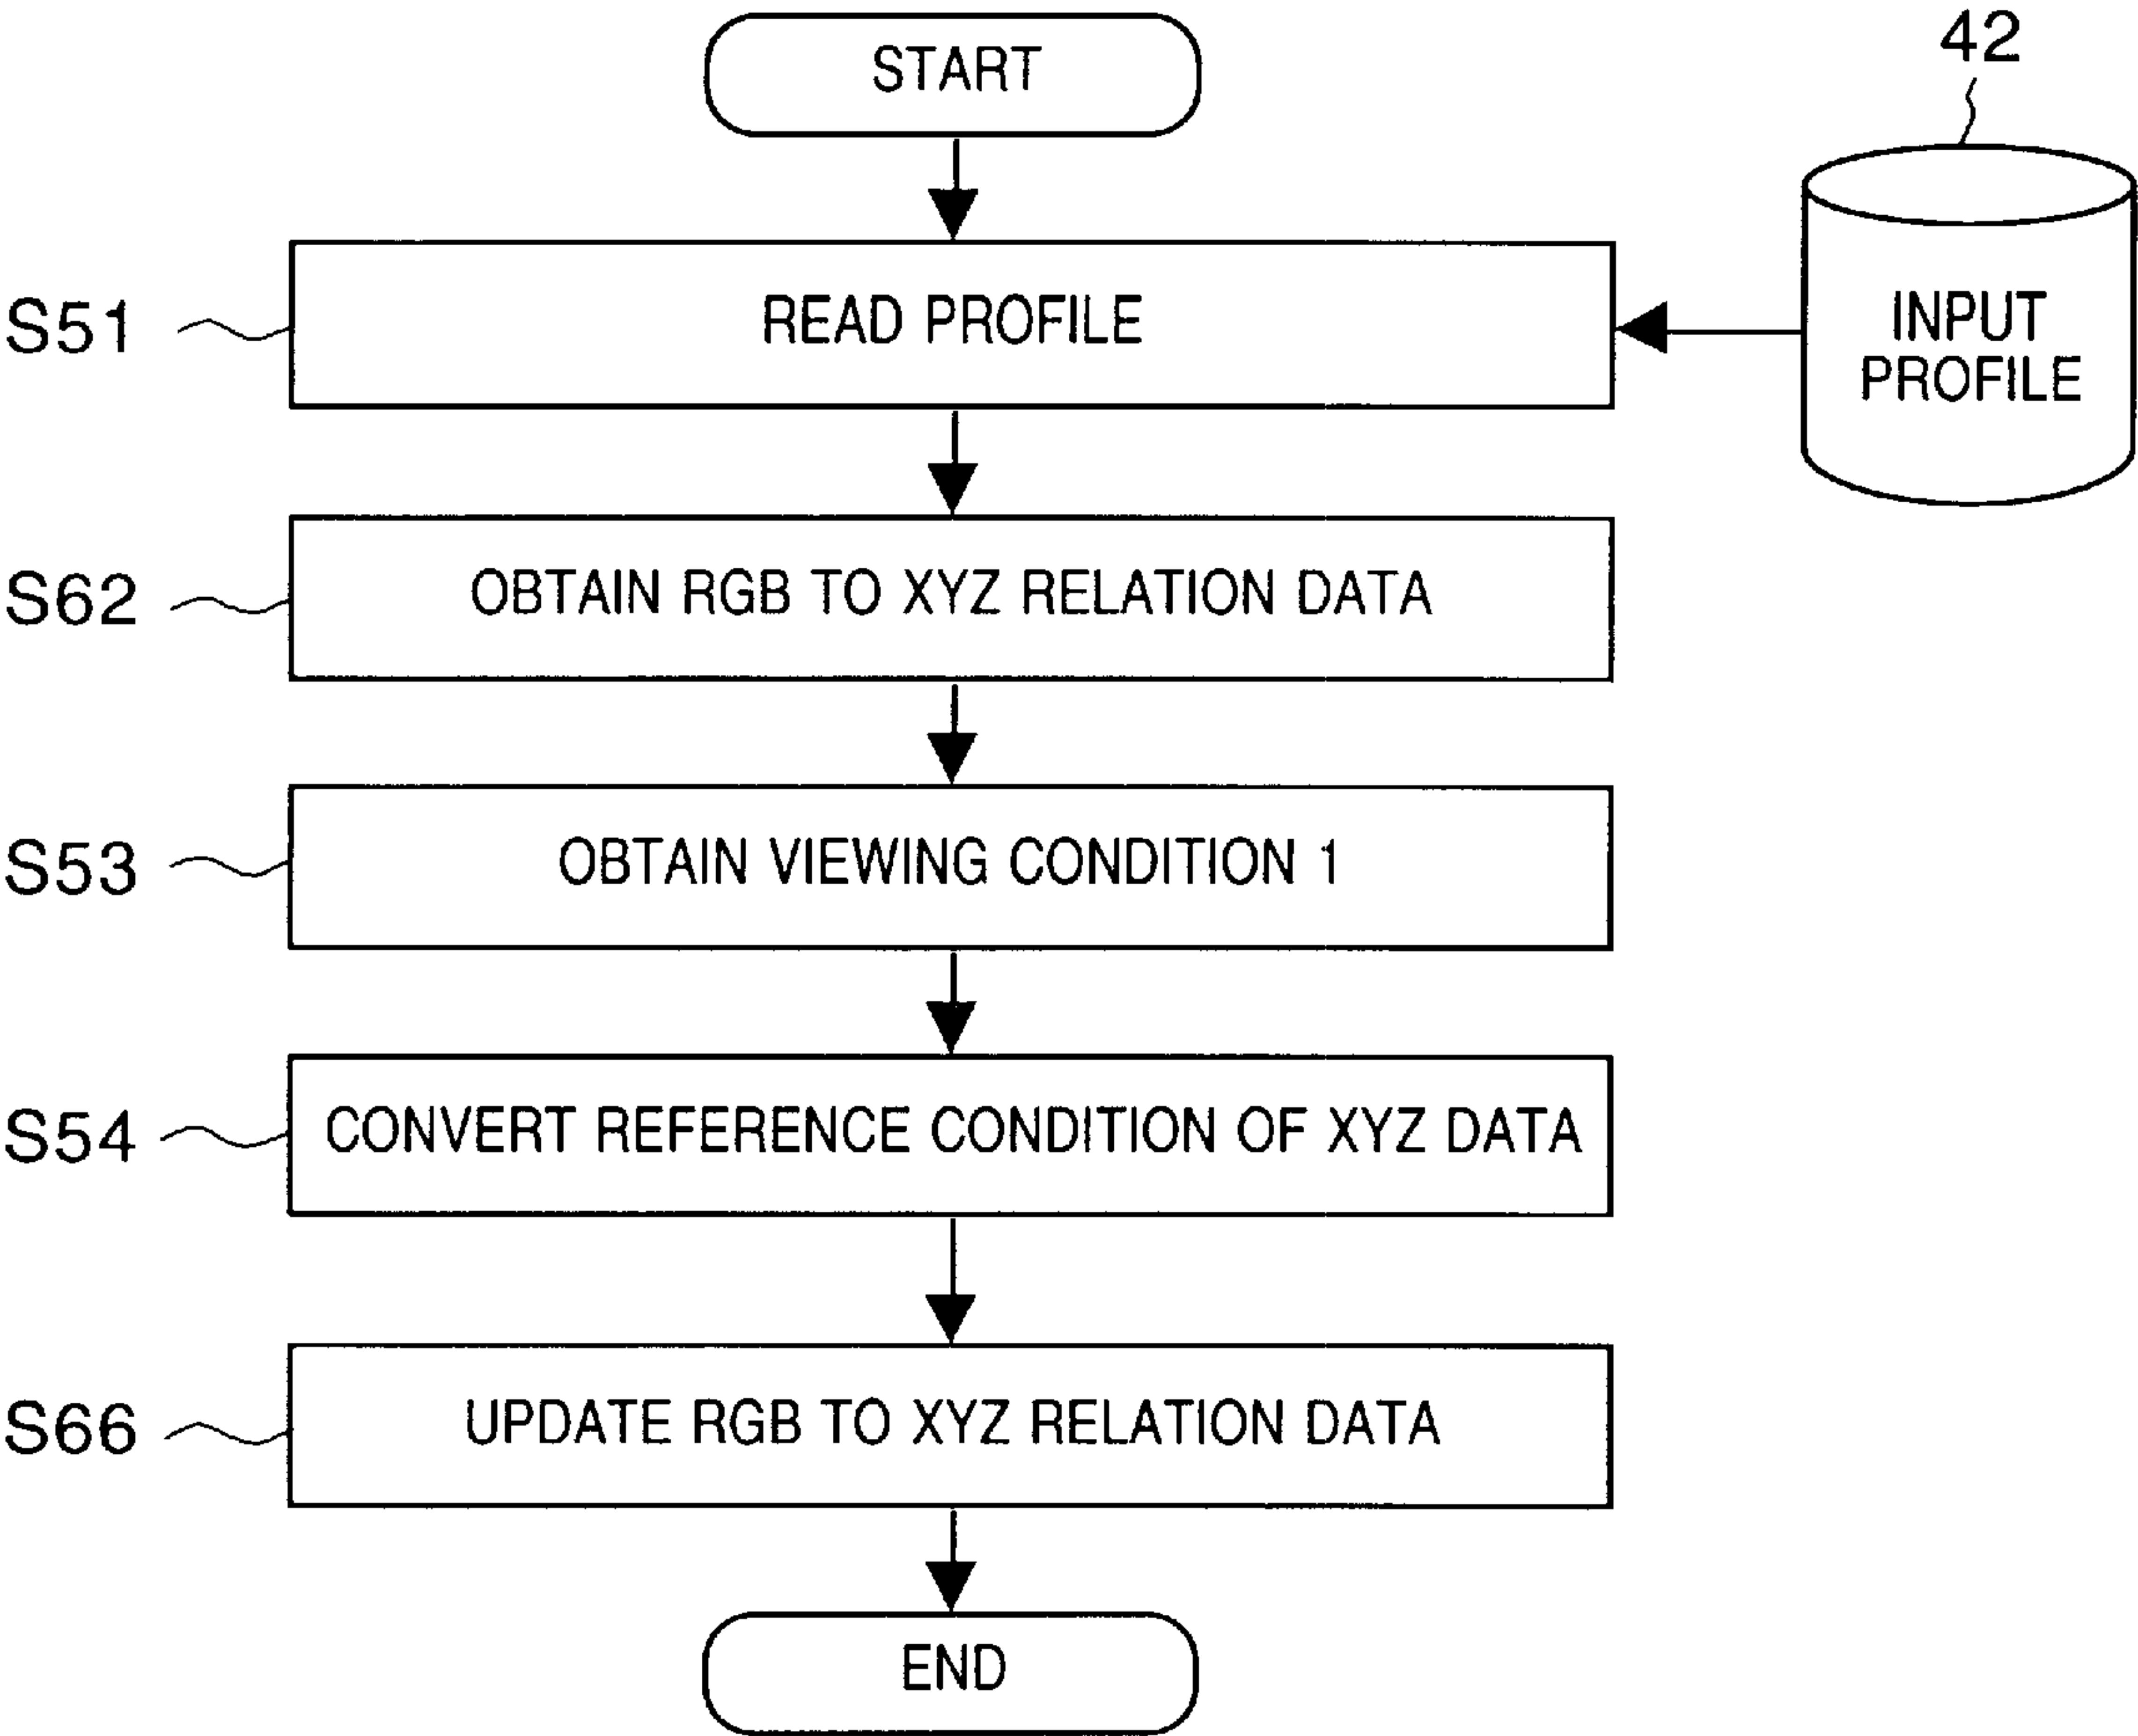 START
42
S51
READ PROFILE
INPUT
PROFILE
S62
OBTAIN RGB TO XYZ RELATION DATA
S53
OBTAIN VIEWING CONDITION 1
S54
CONVERT REFERENCE CONDITION OF XYZ DATA
S66
UPDATE RGB TO XYZ RELATION DATA
END